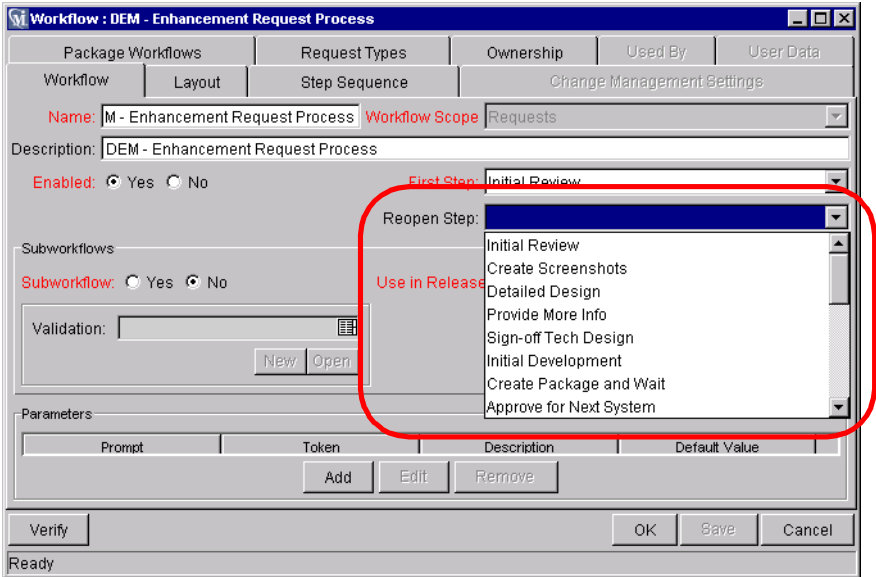 Workflow : DEM - Enhancement Request Process
Package Workflows Request Types Ownership Used By User Data
Workflow Layout Step Sequence Change Management Settings
Name: M - Enhancement Request Process Workflow Scope Requests
Description: DEM - Enhancement Request Process
Enabled: Yes No First Step: Initial Review
Reopen Step:
Subworkflows
Subworkflow: Yes No Use in Release
Validation:
New Open
Initial Review
Create Screenshots
Detailed Design
Provide More Info
Sign-off Tech Design
Initial Development
Create Package and Wait
Approve for Next System
Parameters
Prompt Token Description Default Value
Add Edit Remove
Verify OK Save Cancel
Ready